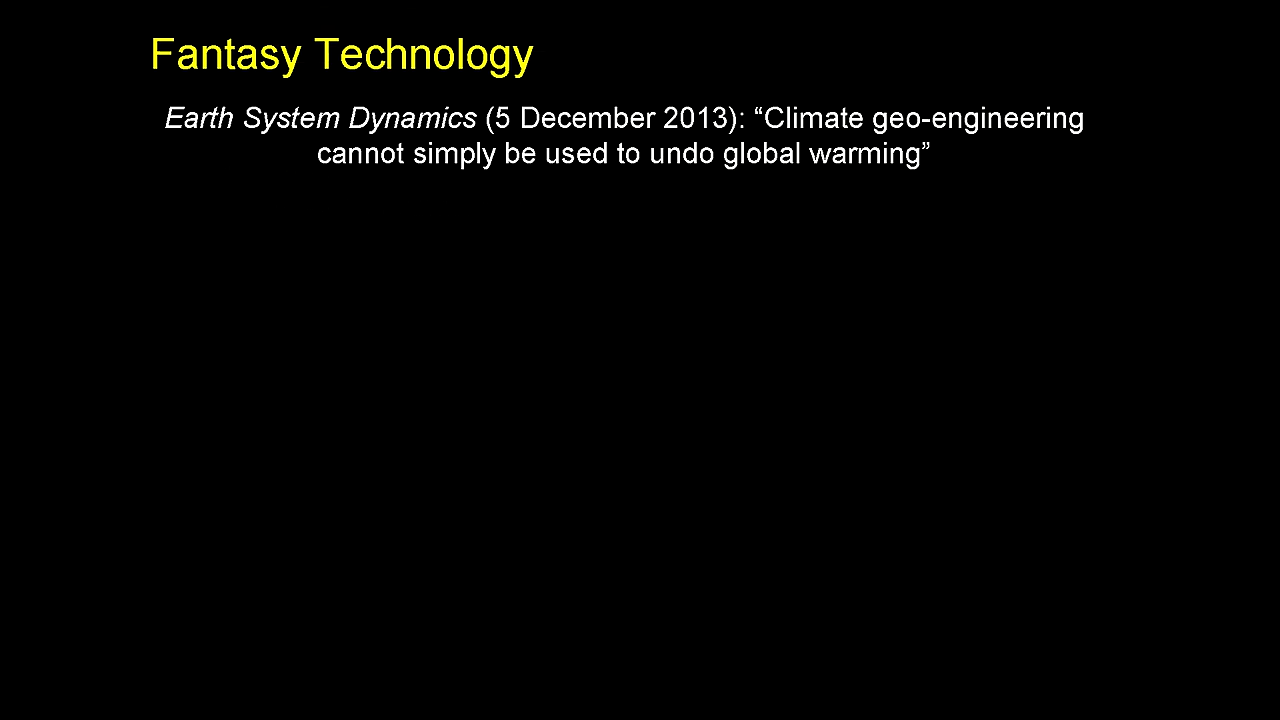 Fantasy Technology
Earth System Dynamics (5 December 2013): “Climate geo-engineering
cannot simply be used to undo global warming”